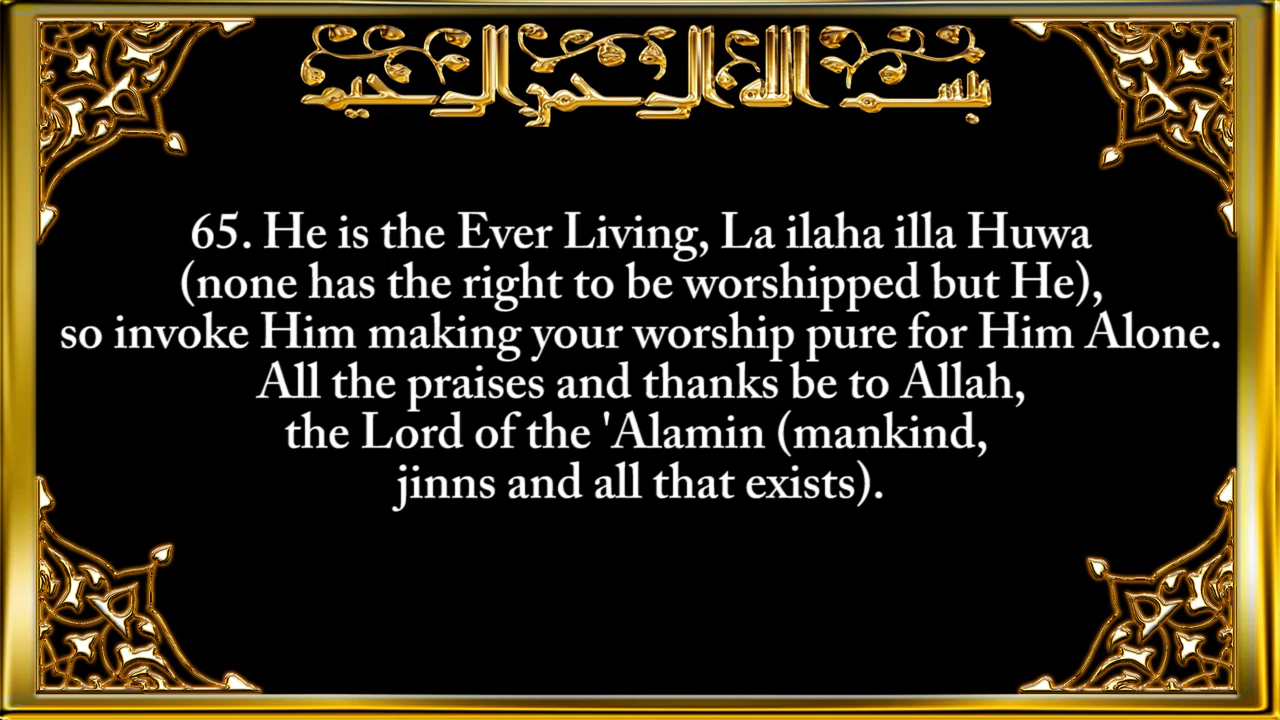 بسم الله الرحمن الرحيم
65. He is the Ever Living, La ilaha illa Huwa
(none has the right to be worshipped but He),
so invoke Him making your worship pure for Him Alone.
All the praises and thanks be to Allah,
the Lord of the 'Alamin (mankind,
jinns and all that exists).